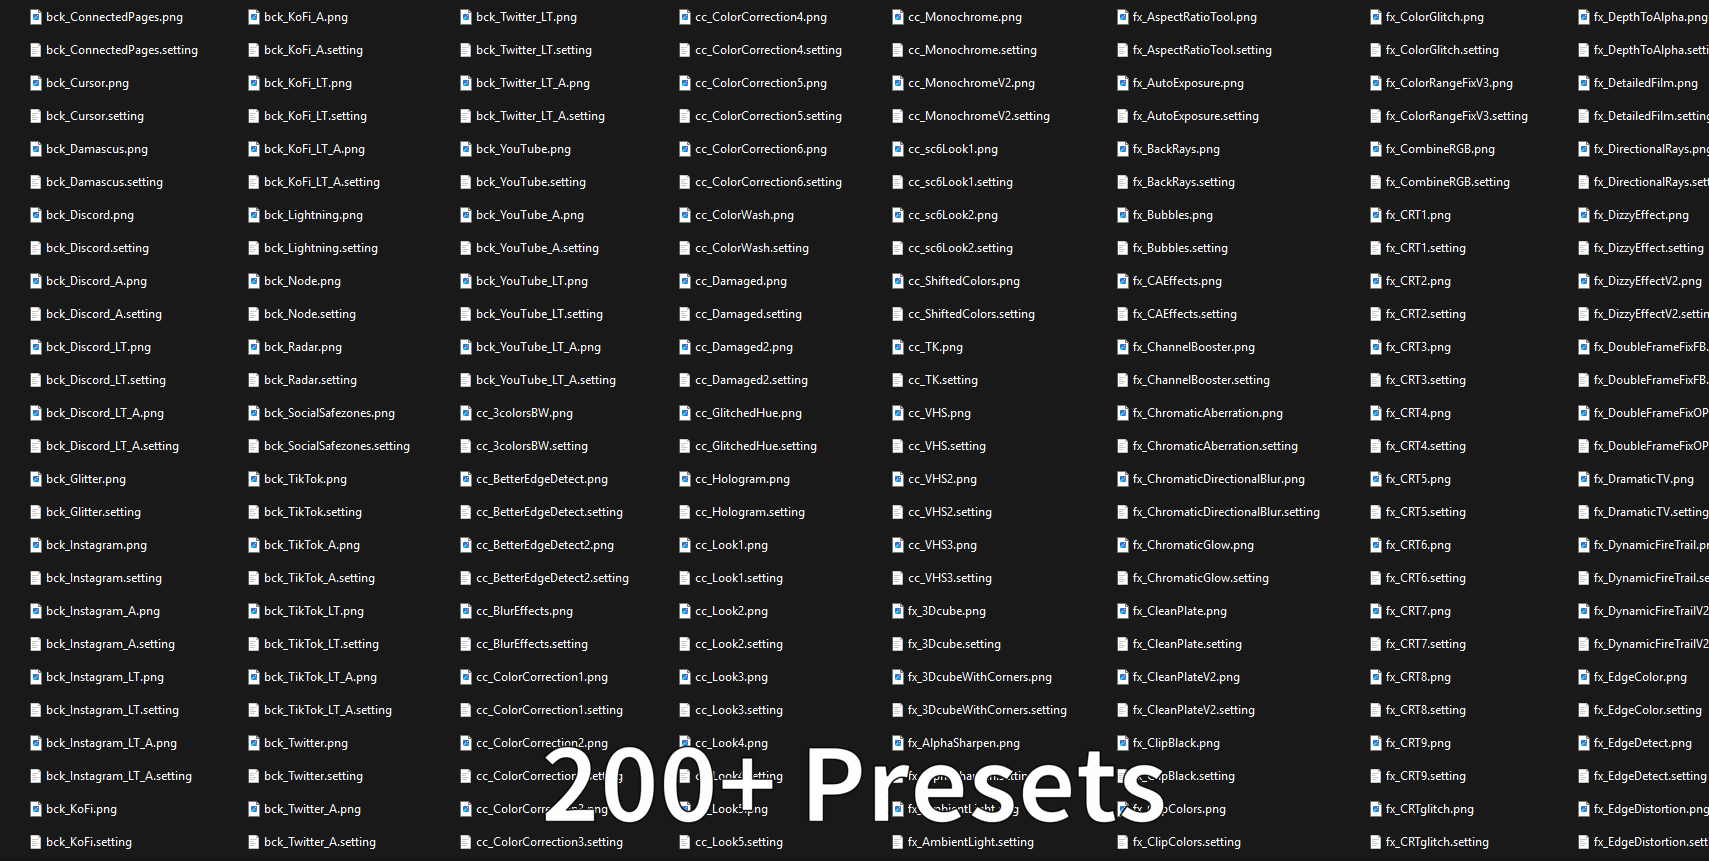 bck_ConnectedPages.png
bck_ConnectedPages.setting
bck_Cursor.png
bck_Cursor.setting
bck_Damascus.png
bck_Damascus.setting
bck_Discord.png
bck_Discord.setting
bck_Discord_A.png
bck_Discord_A.setting
bck_Discord_LT.png
bck_Discord_LT.setting
bck_Discord_LT_A.png
bck_Discord_LT_A.setting
bck_Glitter.png
bck_Glitter.setting
bck_Instagram.png
bck_Instagram.setting
bck_Instagram_A.png
bck_Instagram_A.setting
bck_Instagram_LT.png
bck_Instagram_LT.setting
bck_Instagram_LT_A.png
bck_Instagram_LT_A.setting
bck_KoFi.png
bck_KoFi.setting
bck_KoFi_A.png
bck_KoFi_A.setting
bck_KoFi_LT.png
bck_KoFi_LT.setting
bck_KoFi_LT_A.png
bck_KoFi_LT_A.setting
bck_Lightning.png
bck_Lightning.setting
bck_Node.png
bck_Node.setting
bck_Radar.png
bck_Radar.setting
bck_SocialSafezones.png
bck_SocialSafezones.setting
bck_TikTok.png
bck_TikTok.setting
bck_TikTok_A.png
bck_TikTok_A.setting
bck_TikTok_LT.png
bck_TikTok_LT.setting
bck_TikTok_LT_A.png
bck_TikTok_LT_A.setting
bck_Twitter.png
bck_Twitter.setting
bck_Twitter_A.png
bck_Twitter_A.setting
bck_Twitter_LT.png
bck_Twitter_LT.setting
bck_Twitter_LT_A.png
bck_Twitter_LT_A.setting
bck_YouTube.png
bck_YouTube.setting
bck_YouTube_A.png
bck_YouTube_A.setting
bck_YouTube_LT.png
bck_YouTube_LT.setting
bck_YouTube_LT_A.png
bck_YouTube_LT_A.setting
cc_3colorsBW.png
cc_3colorsBW.setting
cc_BetterEdgeDetect.png
cc_BetterEdgeDetect.setting
cc_BetterEdgeDetect2.png
cc_BetterEdgeDetect2.setting
cc_BlurEffects.png
cc_BlurEffects.setting
cc_ColorCorrection1.png
cc_ColorCorrection1.setting
cc_ColorCorrection2.png
cc_ColorCorrection3.setting
cc_ColorCorrection4.png
cc_ColorCorrection4.setting
cc_ColorCorrection5.png
cc_ColorCorrection5.setting
cc_ColorCorrection6.png
cc_ColorCorrection6.setting
cc_ColorWash.png
cc_ColorWash.setting
cc_Damaged.png
cc_Damaged.setting
cc_Damaged2.png
cc_Damaged2.setting
cc_GlitchedHue.png
cc_GlitchedHue.setting
cc_Hologram.png
cc_Hologram.setting
cc_Look1.png
cc_Look1.setting
cc_Look2.png
cc_Look2.setting
cc_Look3.png
cc_Look3.setting
cc_Look4.png
cc_Look5.setting
cc_Monochrome.png
cc_Monochrome.setting
cc_MonochromeV2.png
cc_MonochromeV2.setting
cc_sc6Look1.png
cc_sc6Look1.setting
cc_sc6Look2.png
cc_sc6Look2.setting
cc_ShiftedColors.png
cc_ShiftedColors.setting
cc_TK.png
cc_TK.setting
cc_VHS.png
cc_VHS.setting
cc_VHS2.png
cc_VHS2.setting
cc_VHS3.png
cc_VHS3.setting
fx_3Dcube.png
fx_3Dcube.setting
fx_3DcubeWithCorners.png
fx_3DcubeWithCorners.setting
fx_AlphaSharpen.png
fx_AmbientLight.setting
fx_AspectRatioTool.png
fx_AspectRatioTool.setting
fx_AutoExposure.png
fx_AutoExposure.setting
fx_BackRays.png
fx_BackRays.setting
fx_Bubbles.png
fx_Bubbles.setting
fx_CAEffects.png
fx_CAEffects.setting
fx_ChannelBooster.png
fx_ChannelBooster.setting
fx_ChromaticAberration.png
fx_ChromaticAberration.setting
fx_ChromaticDirectionalBlur.png
fx_ChromaticDirectionalBlur.setting
fx_ChromaticGlow.png
fx_ChromaticGlow.setting
fx_CleanPlate.png
fx_CleanPlate.setting
fx_CleanPlateV2.png
fx_CleanPlateV2.setting
fx_ClipBlack.png
fx_ClipColors.setting
fx_ColorGlitch.png
fx_ColorGlitch.setting
fx_ColorRangeFixV3.png
fx_ColorRangeFixV3.setting
fx_CombineRGB.png
fx_CombineRGB.setting
fx_CRT1.png
fx_CRT1.setting
fx_CRT2.png
fx_CRT2.setting
fx_CRT3.png
fx_CRT3.setting
fx_CRT4.png
fx_CRT4.setting
fx_CRT5.png
fx_CRT5.setting
fx_CRT6.png
fx_CRT6.setting
fx_CRT7.png
fx_CRT7.setting
fx_CRT8.png
fx_CRT8.setting
fx_CRT9.png
fx_CRT9.setting
fx_CRTglitch.png
fx_CRTglitch.setting
fx_DepthToAlpha.png
fx_DepthToAlpha.setti
fx_DetailedFilm.png
fx_DetailedFilm.setting
fx_DirectionalRays.png
fx_DirectionalRays.sett
fx_DizzyEffect.png
fx_DizzyEffect.setting
fx_DizzyEffectV2.png
fx_DizzyEffectV2.settin
fx_DoubleFrameFixFB.
fx_DoubleFrameFixFB.
fx_DoubleFrameFixOP
fx_DoubleFrameFixOP
fx_DramaticTV.png
fx_DramaticTV.setting
fx_DynamicFireTrail.p
fx_DynamicFireTrail.se
fx_DynamicFireTrailV2
fx_DynamicFireTrailV2
fx_EdgeColor.png
fx_EdgeColor.setting
fx_EdgeDetect.png
fx_EdgeDetect.setting
fx_EdgeDistortion.png
fx_EdgeDistortion.sett
200+ Presets